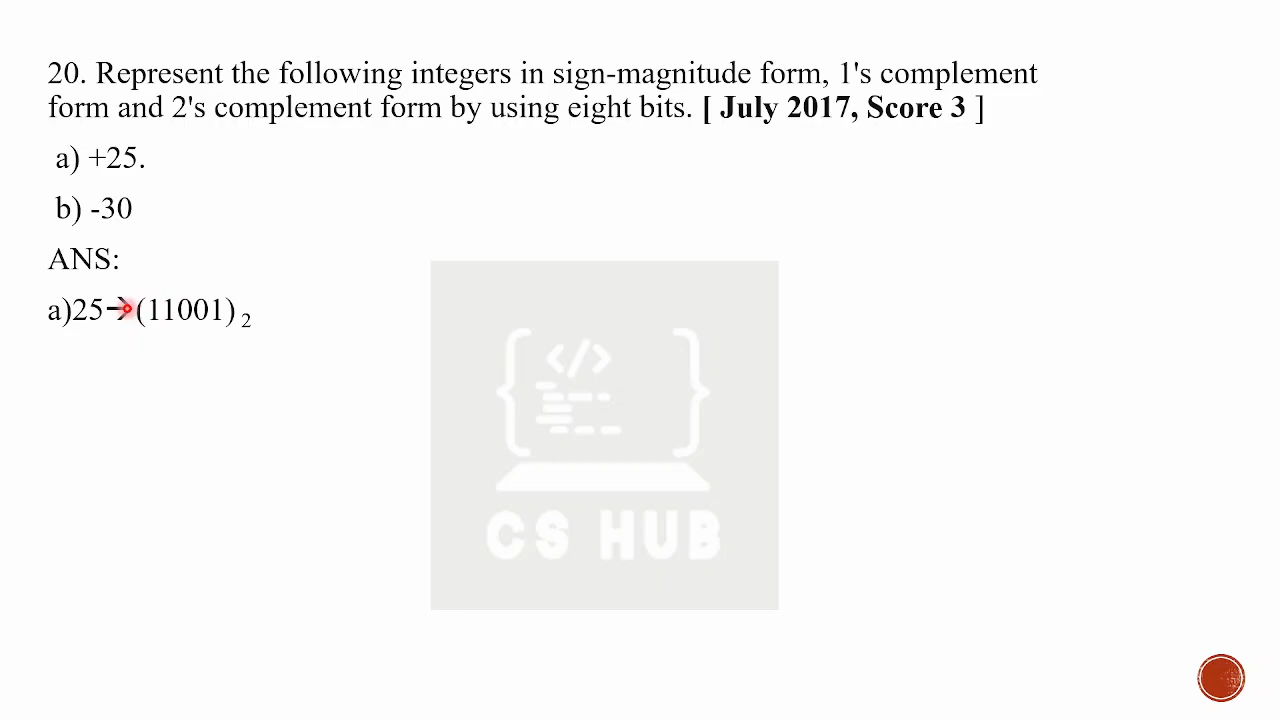 20. Represent the following integers in sign-magnitude form, 1's complement
form and 2's complement form by using eight bits. [ July 2017, Score 3 ]
a) +25.
b) -30
ANS:
a)25→(11001) 2
</>
CS HUB